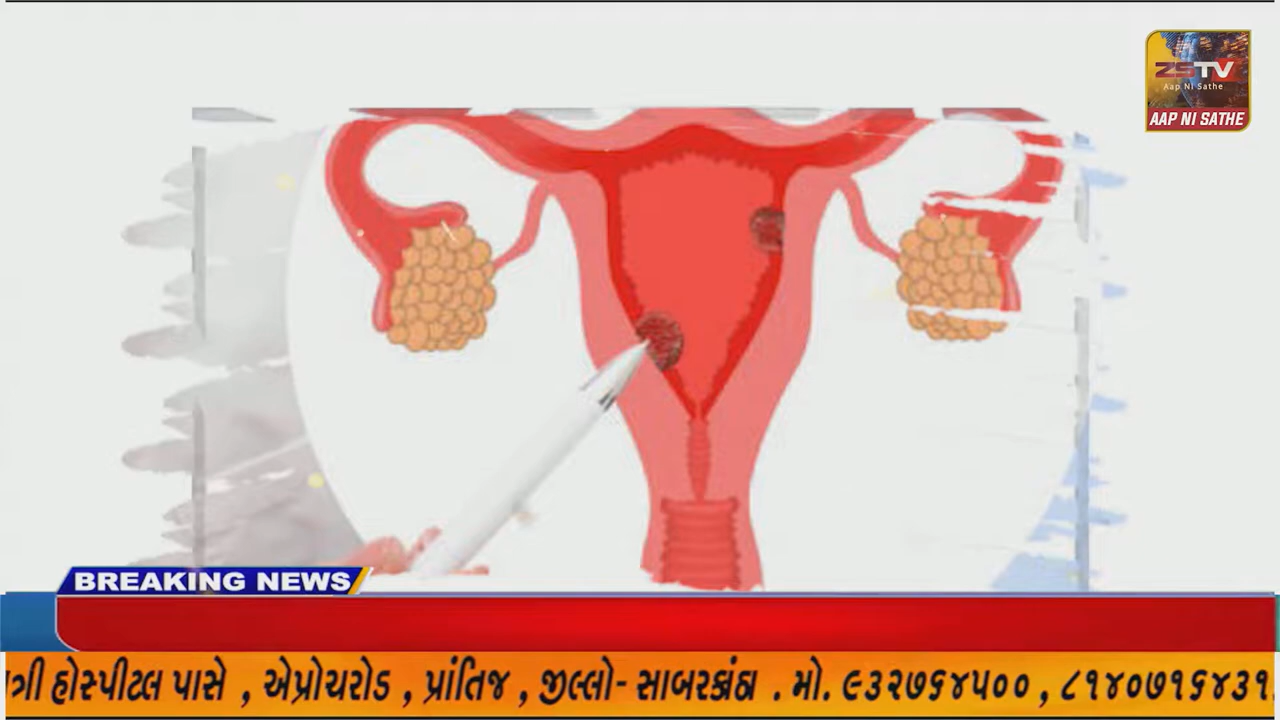 ZSTV
Aap Ni Sathe
AAP NI SATHE
BREAKING NEWS
ત્રી હોસ્પીટલ પાસે , એપ્રોચરોડ , પ્રાંતિજ , જીલ્લો- સાબરકાંઠા . મો. ૯૩૨૭૬૪૫૦૦ , ૮૧૪૦૭૧૬૪૩૧